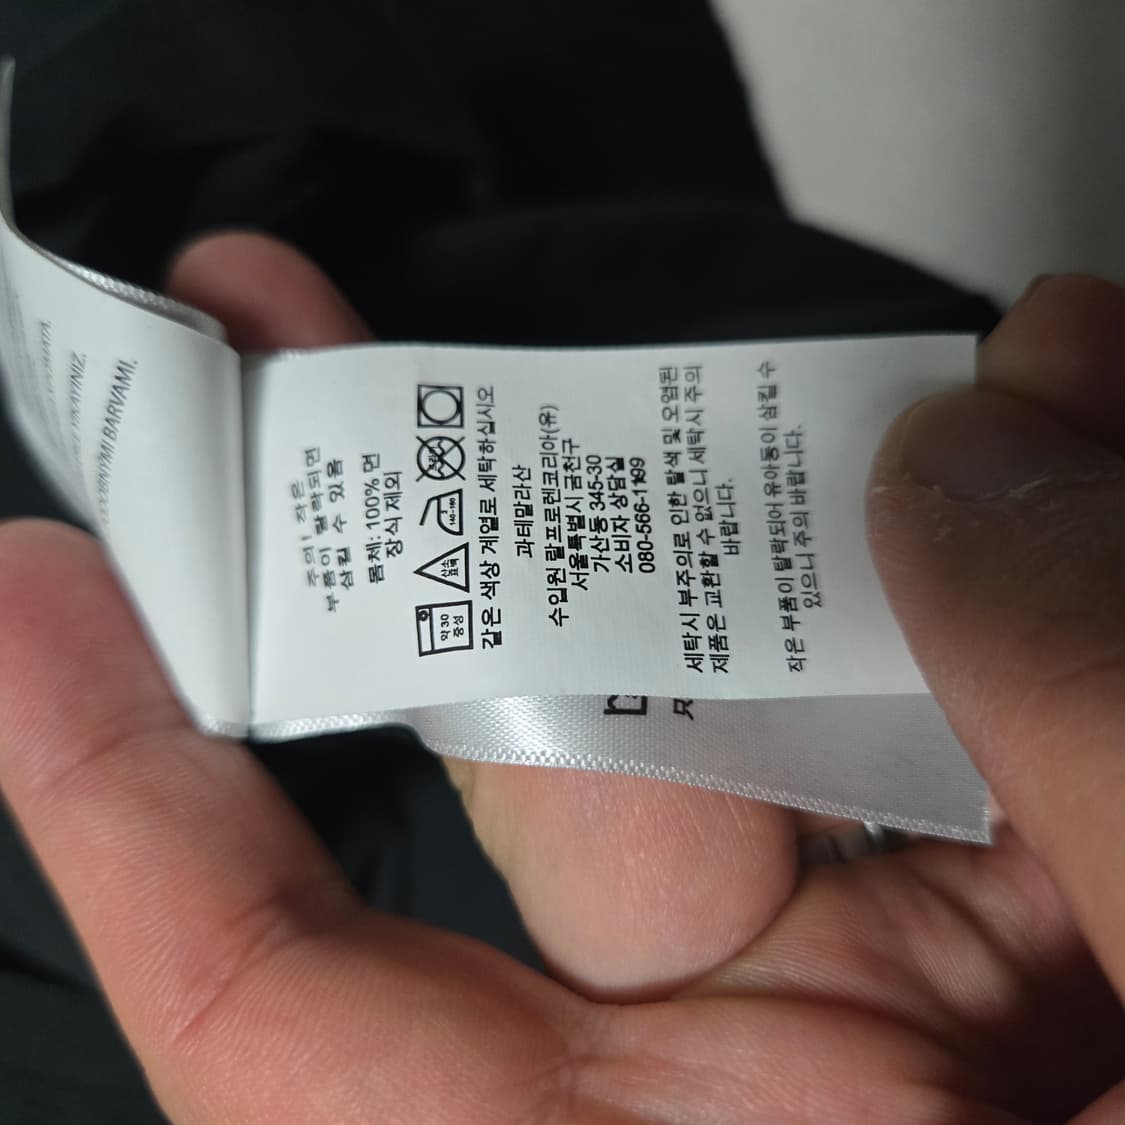 BARVAMI.
주의! 작은
부품이 탈락되면
삼킬 수 있음
몸체: 100% 면
장식 제외
약 30
중성
산소
표백
140~160
같은 색상 계열로 세탁하십시오
과테말라산
수입원 랄프로렌코리아(유)
서울특별시 금천구
가산동 345-30
소비자 상담실
080-566-1199
세탁시 부주의로 인한 탈색 및 오염된
제품은 교환할 수 없으니 세탁시 주의
바랍니다.
작은 부품이 탈락되어 유아동이 삼킬 수
있으니 주의 바랍니다.